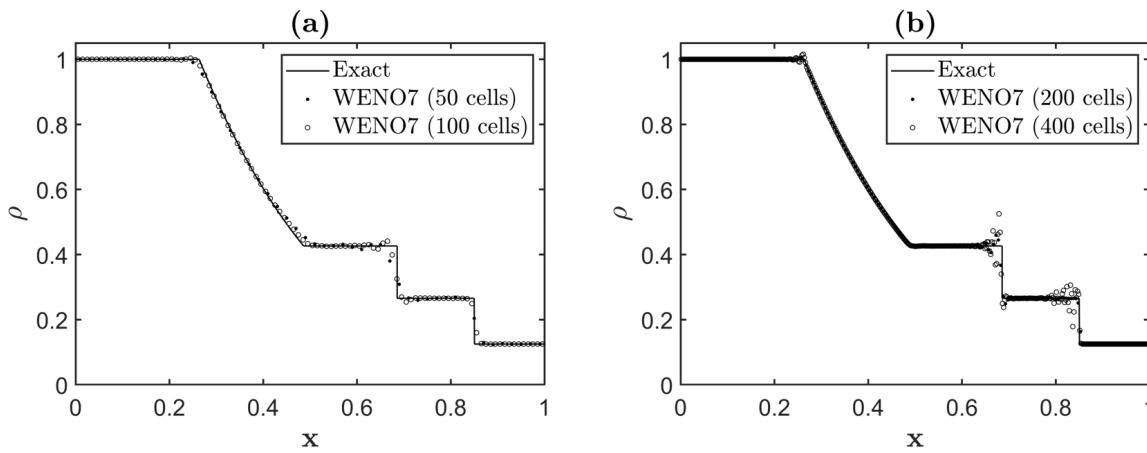 (a)
Exact
WENO7 (50 cells)
WENO7 (100 cells)
1
0.8
0.6
0.4
0.2
0
ρ
0 0.2 0.4 0.6 0.8 1
x
(b)
Exact
WENO7 (200 cells)
WENO7 (400 cells)
1
0.8
0.6
0.4
0.2
0
ρ
0 0.2 0.4 0.6 0.8 1
x